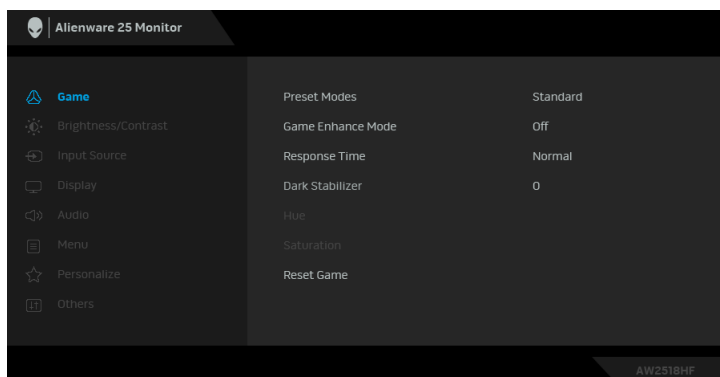 Alienware 25 Monitor
Game
Brightness/Contrast
Input Source
Display
Audio
Menu
Personalize
Others
Preset Modes Standard
Game Enhance Mode Off
Response Time Normal
Dark Stabilizer 0
Hue
Saturation
Reset Game
AW2518HF